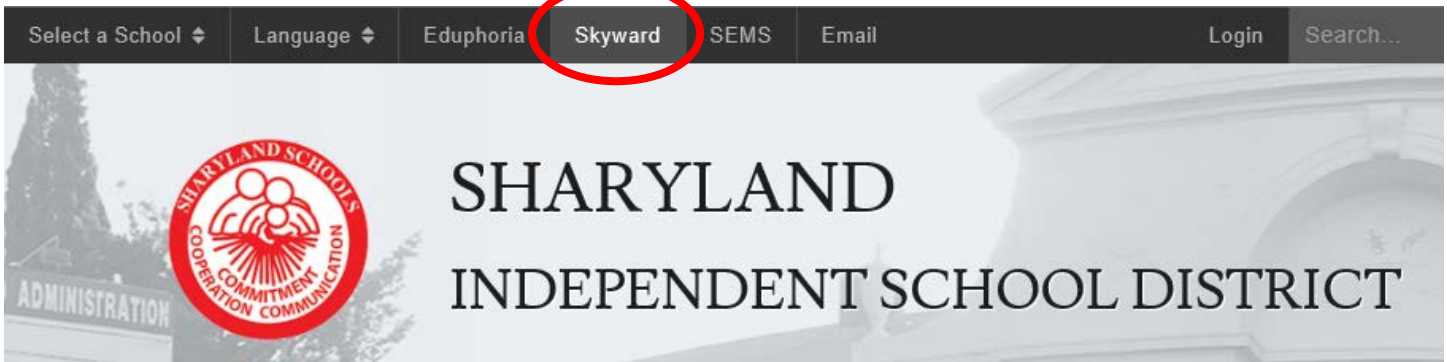 Select a School Language Eduphoria Skyward SEMS Email Login Search...
SHARYLAND SCHOOLS
COOPERATION COMMUNICATION
COMMITMENT
SHARYLAND
INDEPENDENT SCHOOL DISTRICT
ADMINISTRATION